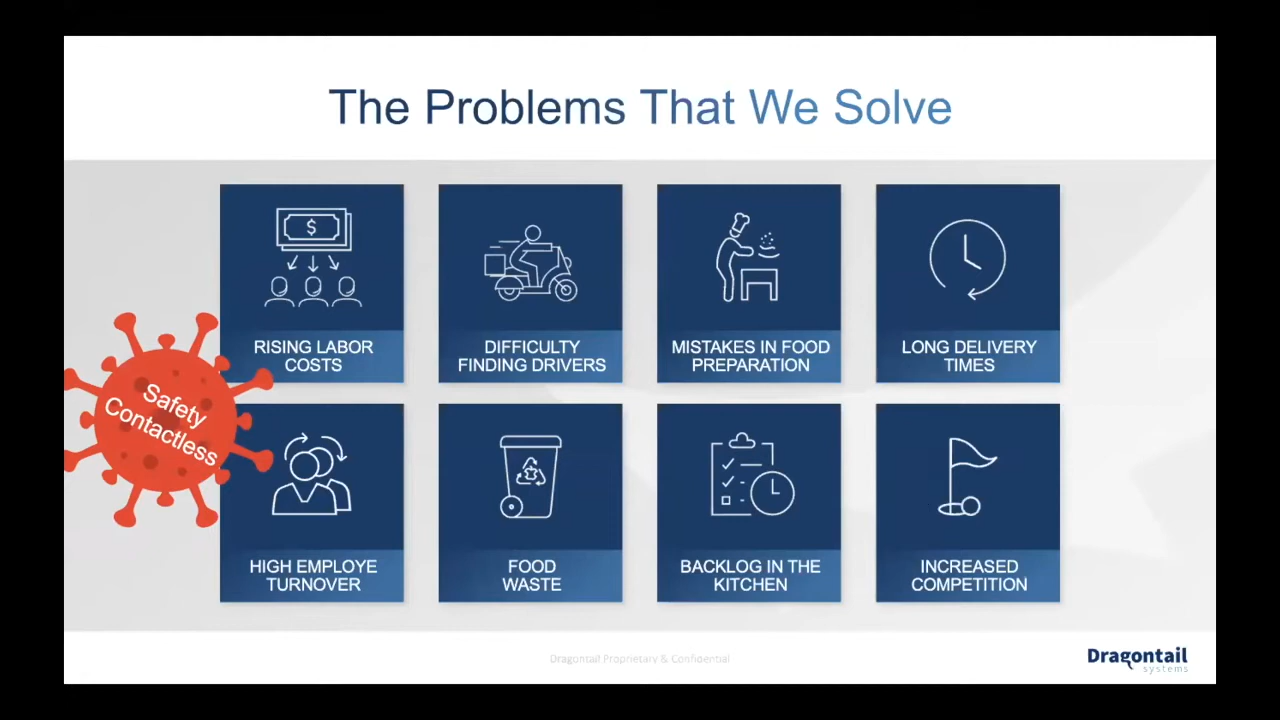 The Problems That We Solve
$
RISING LABOR
COSTS
DIFFICULTY
FINDING DRIVERS
MISTAKES IN FOOD
PREPARATION
LONG DELIVERY
TIMES
Safety
Contactless
HIGH EMPLOYE
TURNOVER
FOOD
WASTE
BACKLOG IN THE
KITCHEN
INCREASED
COMPETITION
Dragontail Proprietary & Confidential
Dragontail
systems